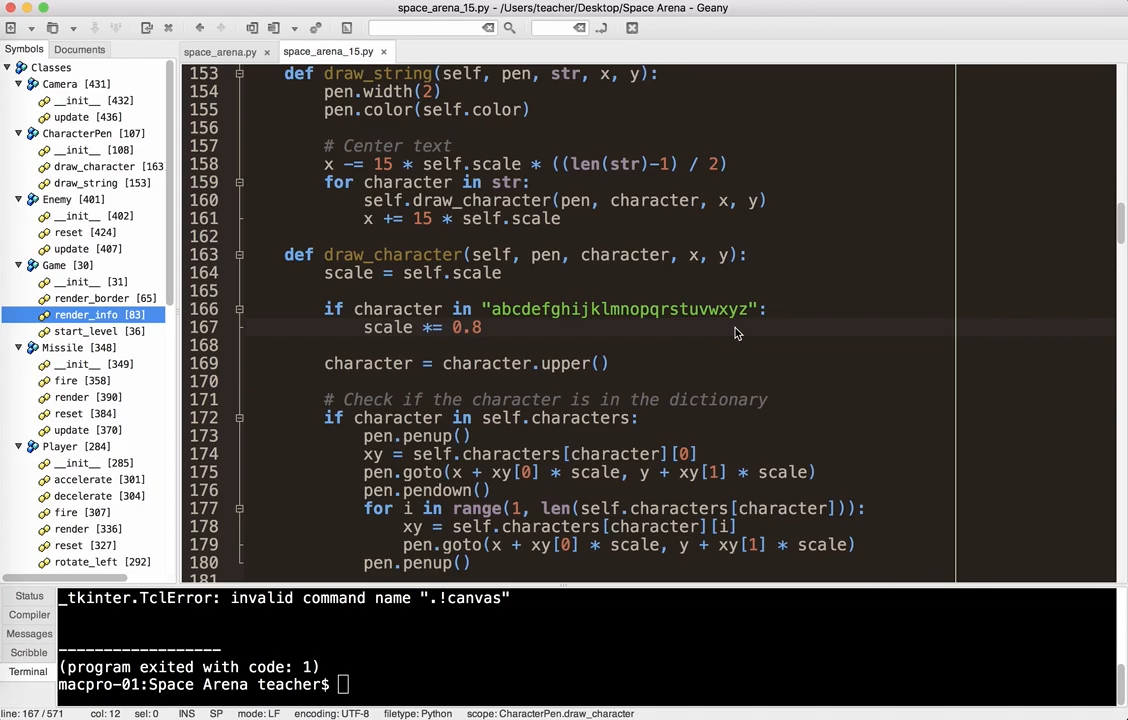 space_arena_15.py - /Users/teacher/Desktop/Space Arena - Geany
Symbols
Documents
space_arena.py
space_arena_15.py
Classes
Camera [431]
__init__ [432]
update [436]
CharacterPen [107]
__init__ [108]
draw_character [163
draw_string [153]
Enemy [401]
__init__ [402]
reset [424]
update [407]
Game [30]
__init__ [31]
render_border [65]
render_info [83]
start_level [36]
Missile [348]
__init__ [349]
fire [358]
render [390]
reset [384]
update [370]
Player [284]
__init__ [285]
accelerate [301]
decelerate [304]
fire [307]
render [336]
reset [327]
rotate_left [292]
153 def draw_string(self, pen, str, x, y):
154 pen.width(2)
155 pen.color(self.color)
156
157 # Center text
158 x -= 15 * self.scale * ((len(str)-1) / 2)
159 for character in str:
160 self.draw_character(pen, character, x, y)
161 x += 15 * self.scale
162
163 def draw_character(self, pen, character, x, y):
164 scale = self.scale
165
166 if character in "abcdefghijklmnopqrstuvwxyz":
167 scale *= 0.8
168
169 character = character.upper()
170
171 # Check if the character is in the dictionary
172 if character in self.characters:
173 pen.penup()
174 xy = self.characters[character][0]
175 pen.goto(x + xy[0] * scale, y + xy[1] * scale)
176 pen.pendown()
177 for i in range(1, len(self.characters[character])):
178 xy = self.characters[character][i]
179 pen.goto(x + xy[0] * scale, y + xy[1] * scale)
180 pen.penup()
181
Status
Compiler
Messages
Scribble
Terminal
_tkinter.TclError: invalid command name ".!canvas"
------------------
(program exited with code: 1)
macpro-01:Space Arena teacher$
line: 167 / 571 col: 12 sel: 0 INS SP mode: LF encoding: UTF-8 filetype: Python scope: CharacterPen.draw_character